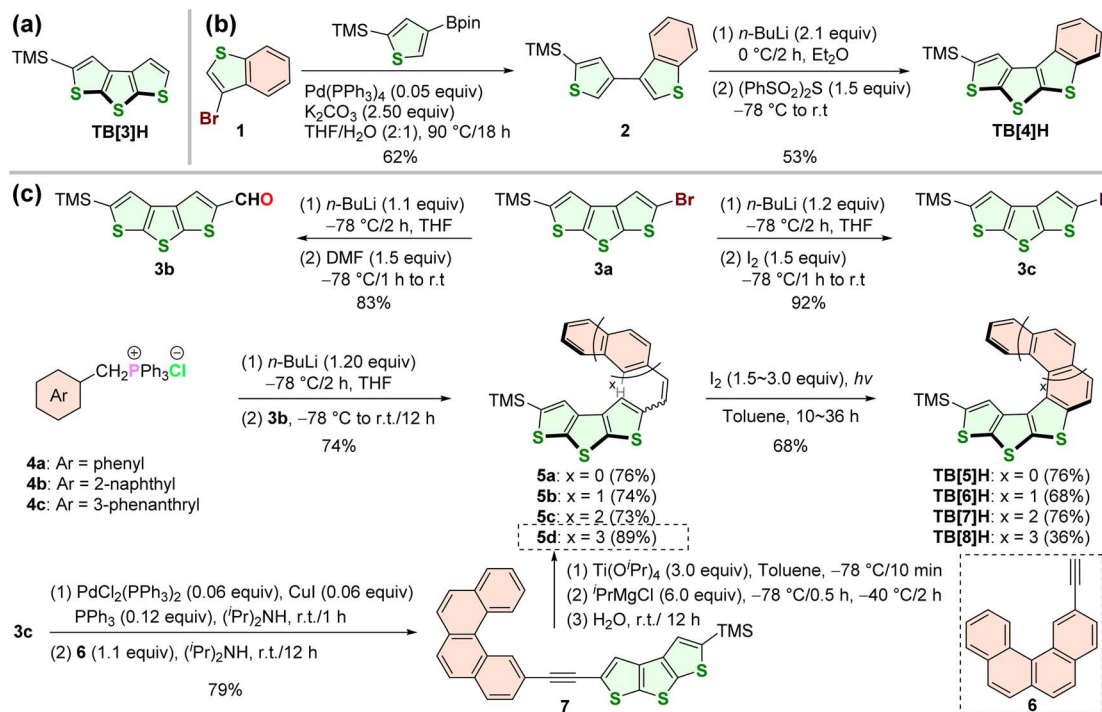 (a)
TMS
S
S
S
TB[3]H
(b)
S
Br
1
TMS
S
Bpin
Pd(PPh₃)₄ (0.05 equiv)
K₂CO₃ (2.50 equiv)
THF/H₂O (2:1), 90 °C/18 h
62%
TMS
S
S
2
(1) n-BuLi (2.1 equiv)
0 °C/2 h, Et₂O
(2) (PhSO₂)₂S (1.5 equiv)
−78 °C to r.t
53%
TMS
S
S
S
TB[4]H
(c)
TMS
S
S
S
CHO
3b
(1) n-BuLi (1.1 equiv)
−78 °C/2 h, THF
(2) DMF (1.5 equiv)
−78 °C/1 h to r.t
83%
TMS
S
S
S
Br
3a
(1) n-BuLi (1.2 equiv)
−78 °C/2 h, THF
(2) I₂ (1.5 equiv)
−78 °C/1 h to r.t
92%
TMS
S
S
S
3c
Ar
CH₂PPh₃Cl
⊕
⊖
4a: Ar = phenyl
4b: Ar = 2-naphthyl
4c: Ar = 3-phenanthryl
(1) n-BuLi (1.20 equiv)
−78 °C/2 h, THF
(2) 3b, −78 °C to r.t./12 h
74%
x
H
TMS
S
S
S
5a: x = 0 (76%)
5b: x = 1 (74%)
5c: x = 2 (73%)
5d: x = 3 (89%)
I₂ (1.5~3.0 equiv), hv
Toluene, 10~36 h
68%
x
TMS
S
S
S
TB[5]H: x = 0 (76%)
TB[6]H: x = 1 (68%)
TB[7]H: x = 2 (76%)
TB[8]H: x = 3 (36%)
3c
(1) PdCl₂(PPh₃)₂ (0.06 equiv), CuI (0.06 equiv)
PPh₃ (0.12 equiv), (ⁱPr)₂NH, r.t./1 h
(2) 6 (1.1 equiv), (ⁱPr)₂NH, r.t./12 h
79%
(1) Ti(OⁱPr)₄ (3.0 equiv), Toluene, −78 °C/10 min
(2) ⁱPrMgCl (6.0 equiv), −78 °C/0.5 h, −40 °C/2 h
(3) H₂O, r.t./ 12 h
TMS
S
S
S
7
6